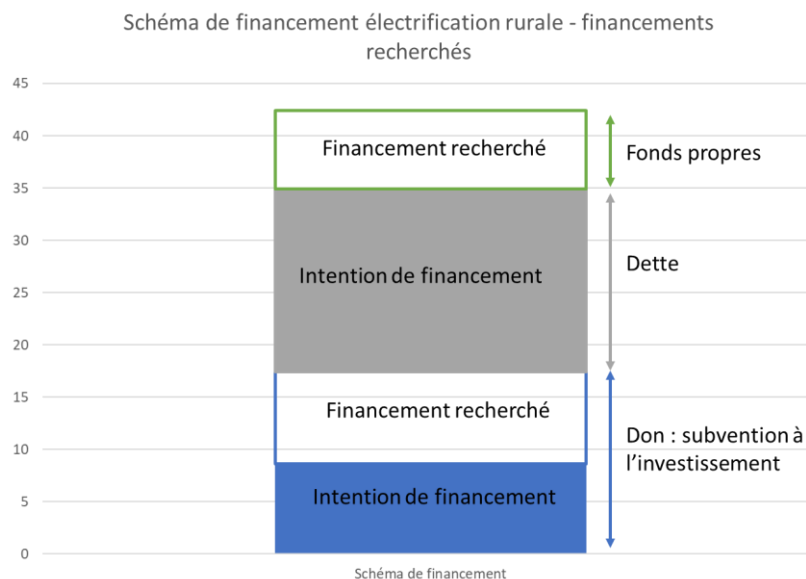 Schéma de financement électrification rurale - financements
recherchés
45
40
35
30
25
20
15
10
5
0
Financement recherché
Fonds propres
Intention de financement
Dette
Financement recherché
Don : subvention à
l'investissement
Intention de financement
Schéma de financement